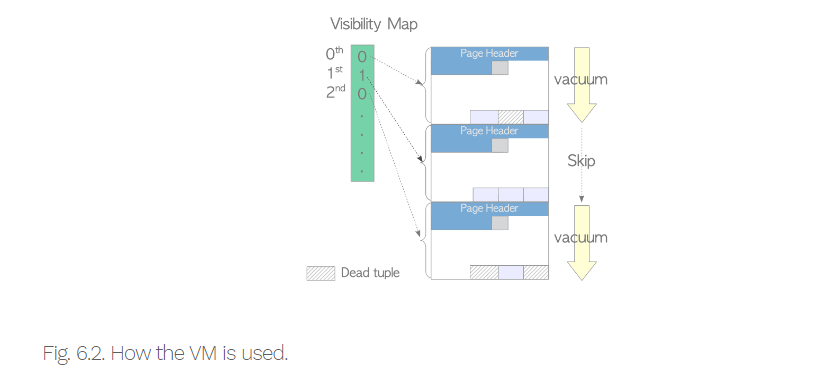 Visibility Map
0th 0
1st 1
2nd 0
Page Header
vacuum
Page Header
Skip
Page Header
vacuum
Dead tuple
Fig. 6.2. How the VM is used.